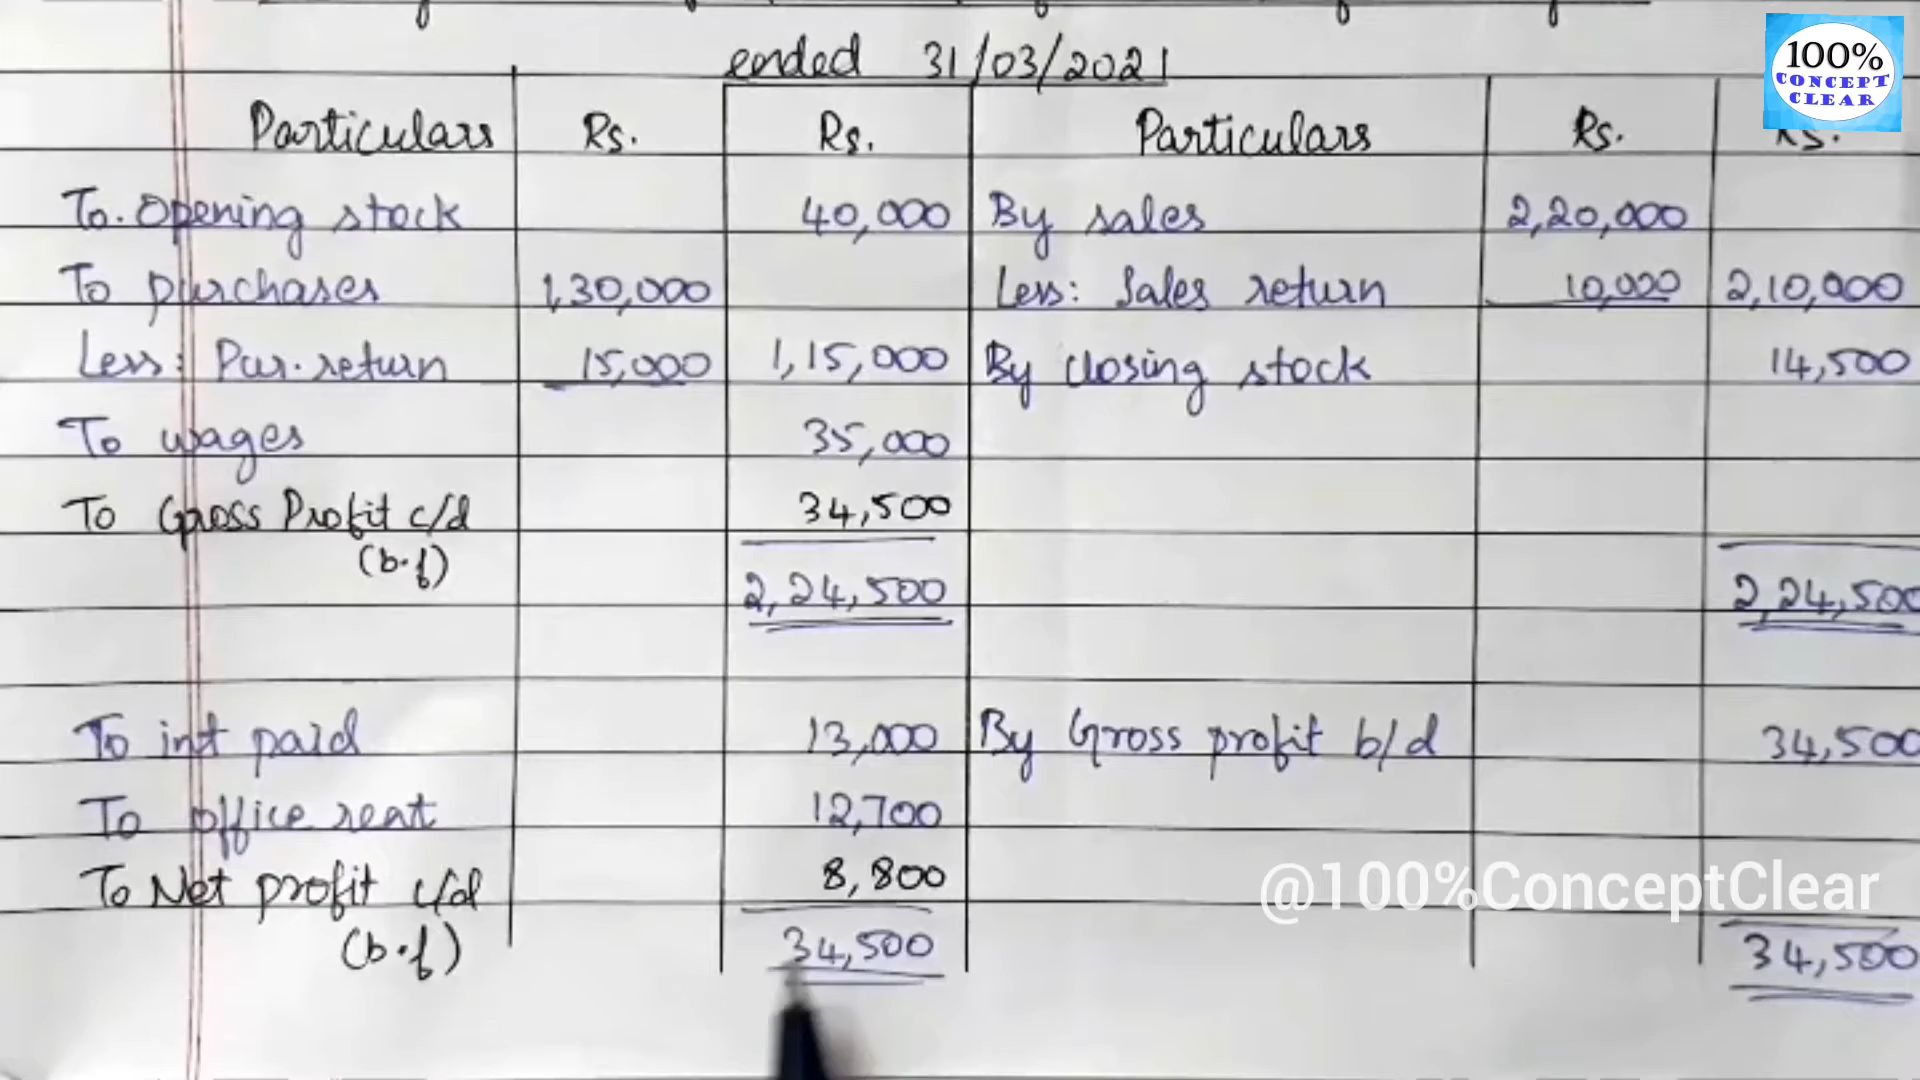 ended 31/03/2021
100%
CONCEPT
CLEAR
Particulars Rs. Rs. Particulars Rs. Rs.
To. Opening stock 40,000 By sales 2,20,000
To purchases 1,30,000 Less: Sales return 10,000 2,10,000
Less: Pur. return 15,000 1,15,000 By closing stock 14,500
To wages 35,000
To Gross Profit c/d 34,500
(b.f)
2,24,500 2,24,500
To int paid 13,000 By Gross profit b/d 34,500
To office rent 12,700
To Net profit c/d 8,800
@100%ConceptClear
(b.f) 34,500 34,500